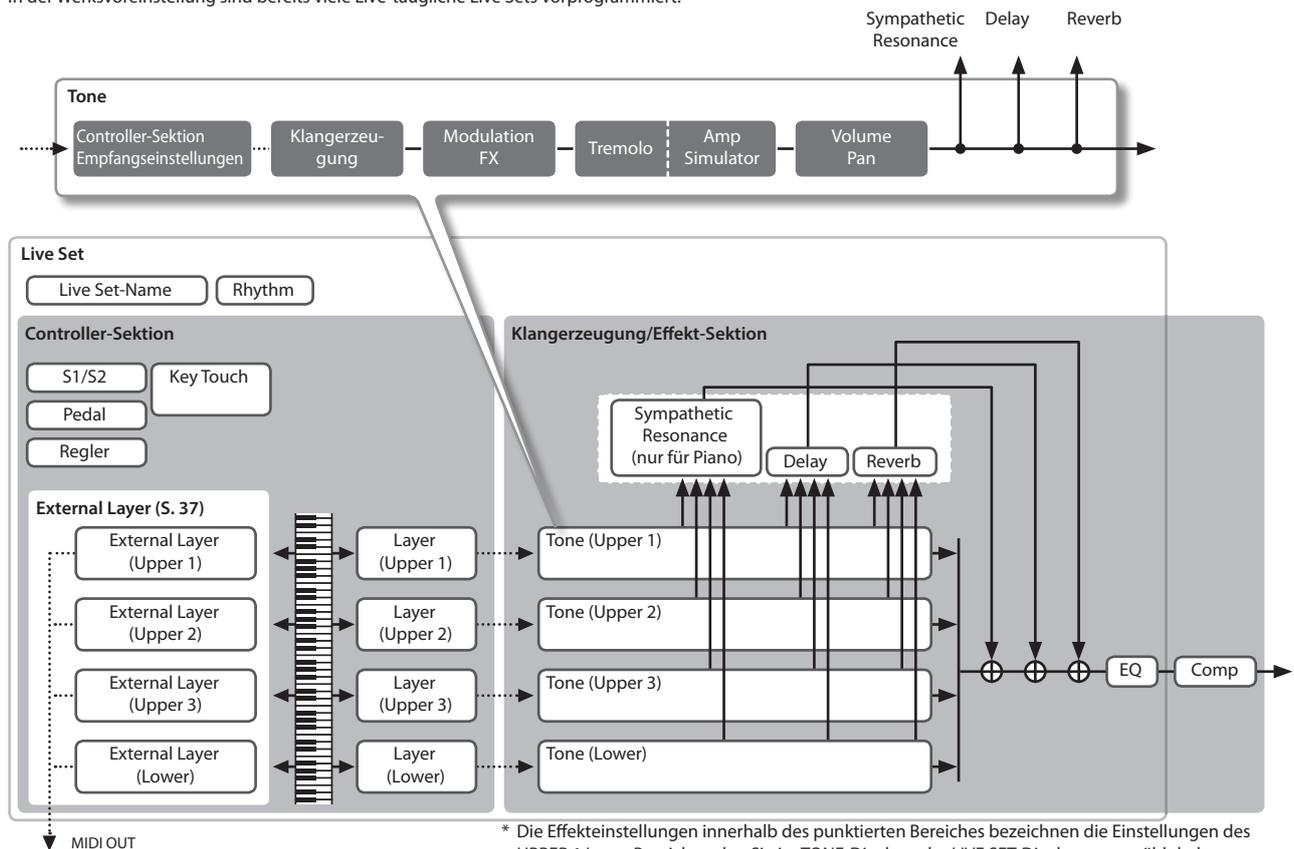 In der Werksvoreinstellung sind bereits viele Live-taugliche Live Sets vorprogrammiert.
Sympathetic
Resonance
Delay
Reverb
Tone
Controller-Sektion
Empfangseinstellungen
Klangerzeu-
gung
Modulation
FX
Tremolo
Amp
Simulator
Volume
Pan
Live Set
Live Set-Name
Rhythm
Controller-Sektion
S1/S2
Key Touch
Pedal
Regler
Klangerzeugung/Effekt-Sektion
Sympathetic
Resonance
(nur für Piano)
Delay
Reverb
External Layer (S. 37)
External Layer
(Upper 1)
Layer
(Upper 1)
Tone (Upper 1)
External Layer
(Upper 2)
Layer
(Upper 2)
Tone (Upper 2)
External Layer
(Upper 3)
Layer
(Upper 3)
Tone (Upper 3)
External Layer
(Lower)
Layer
(Lower)
Tone (Lower)
EQ
Comp
MIDI OUT
* Die Effekteinstellungen innerhalb des punktierten Bereiches bezeichnen die Einstellungen des